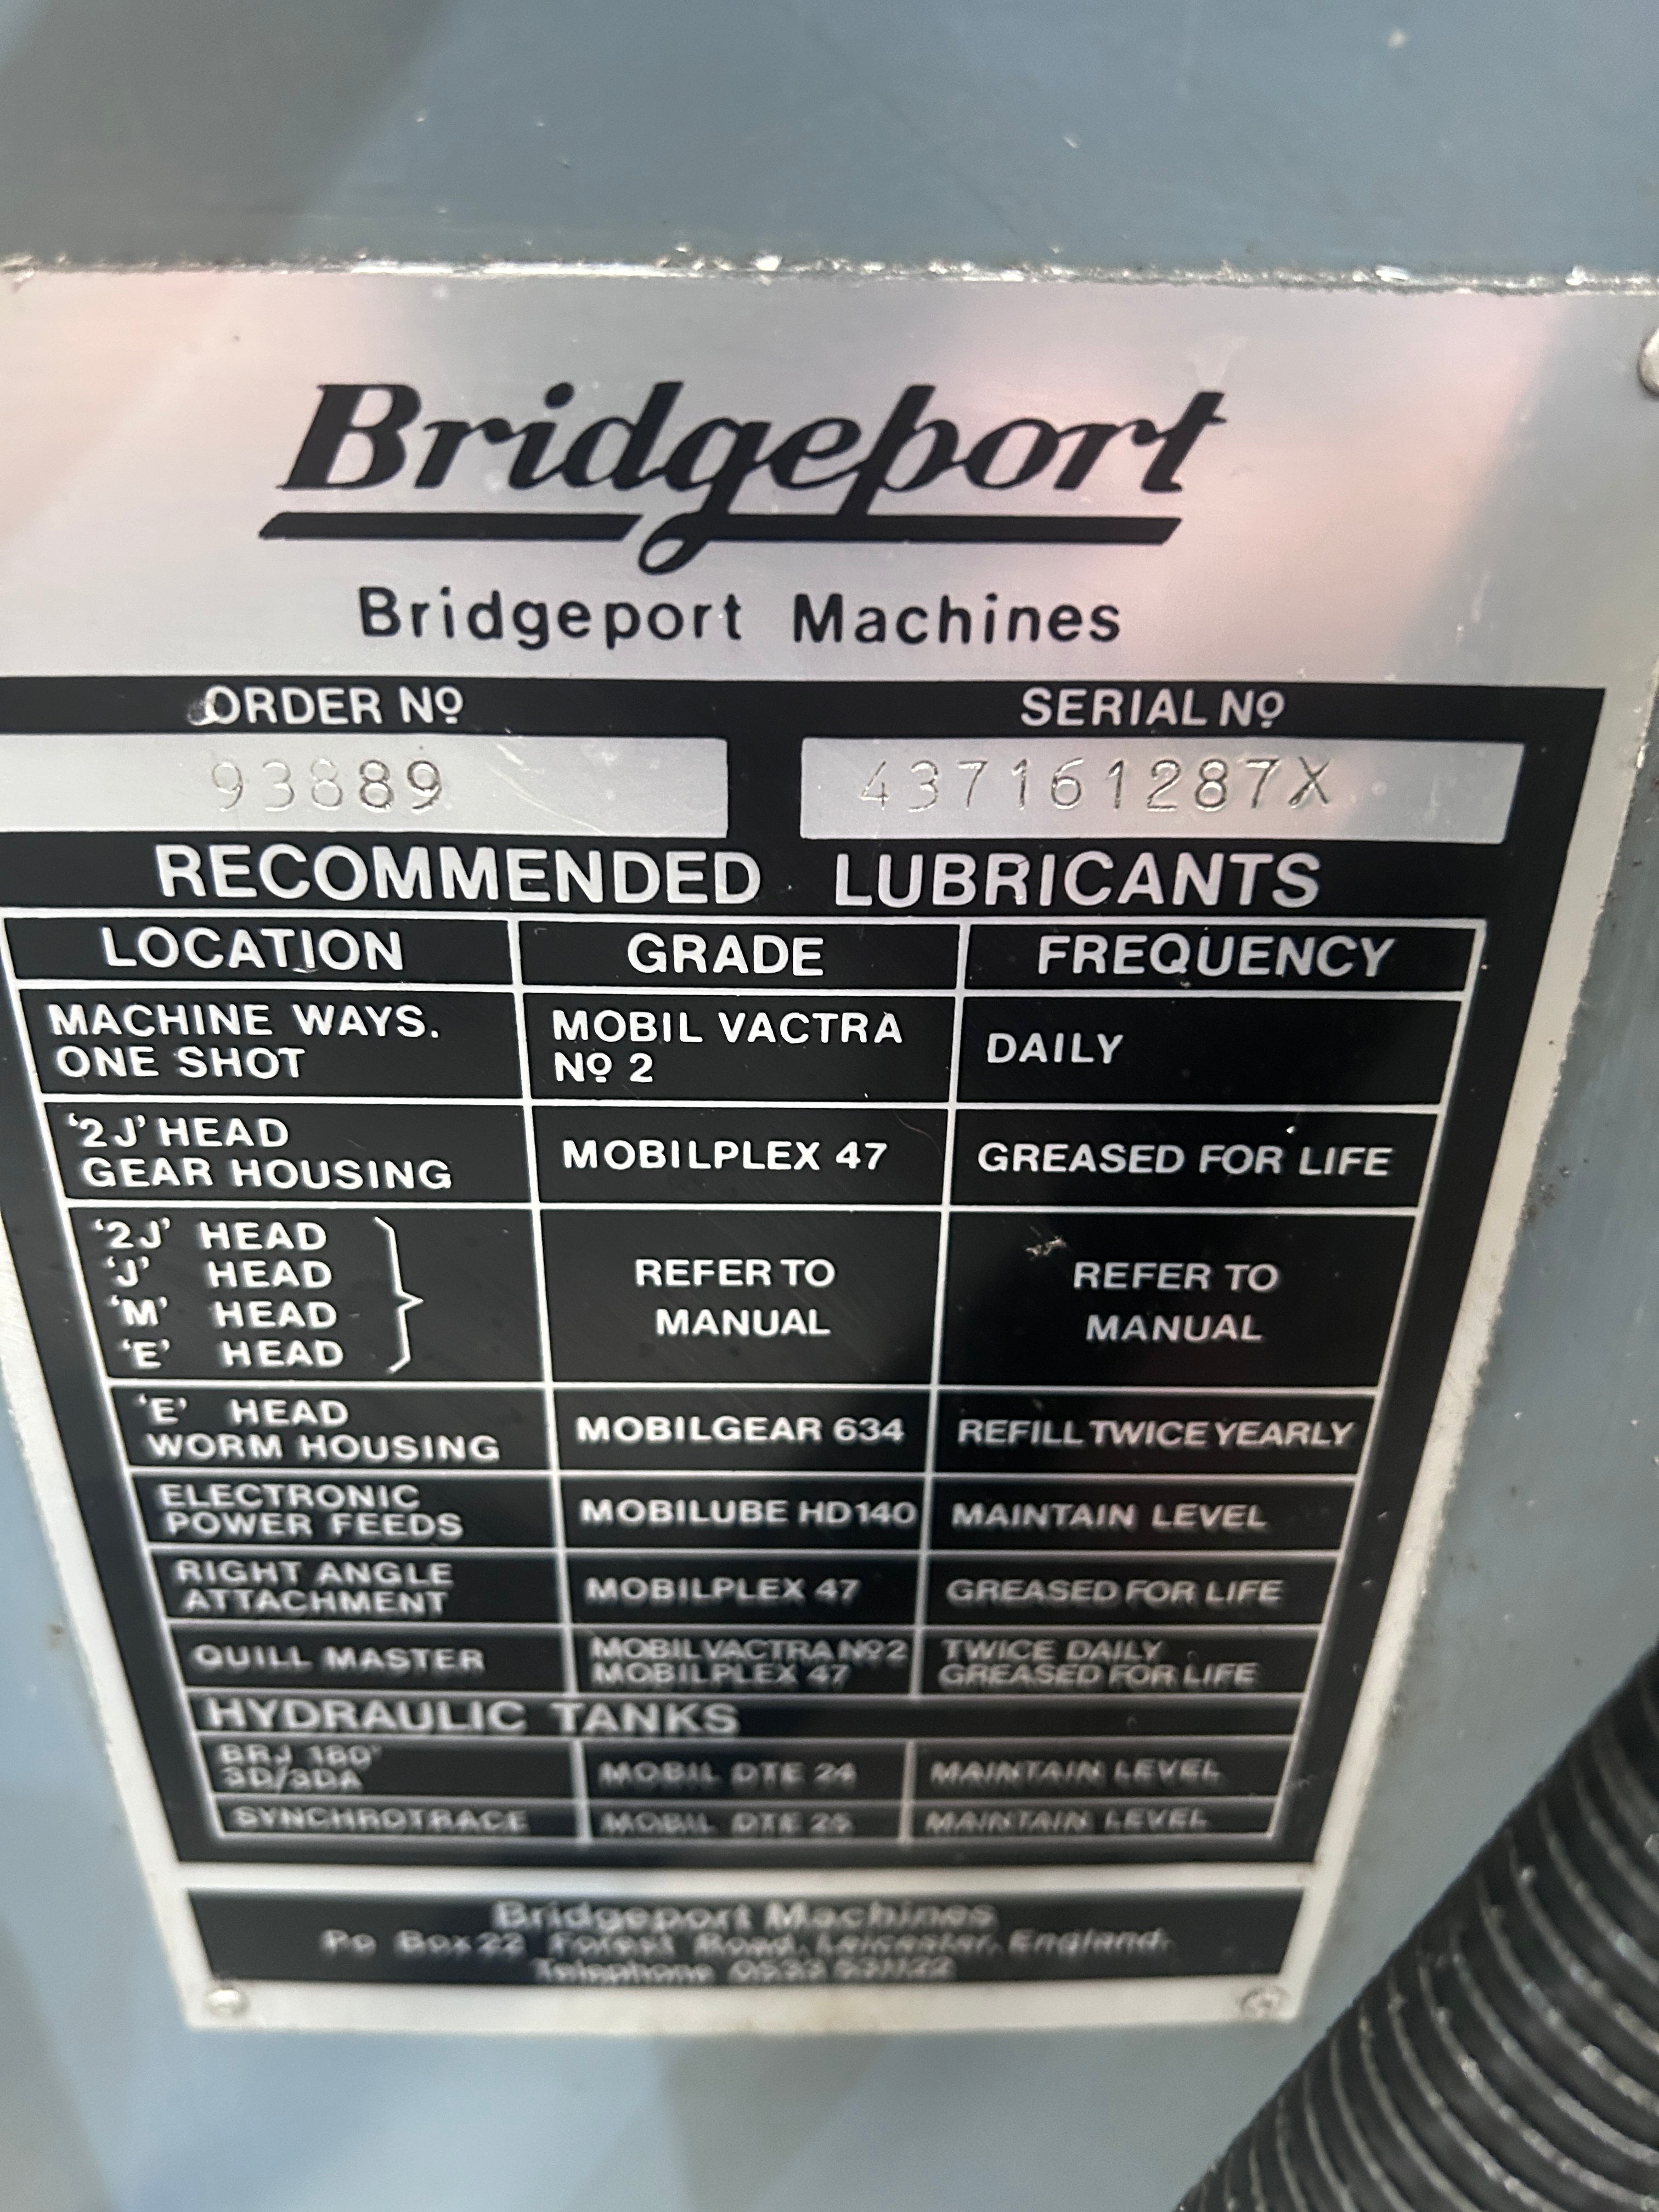 Bridgeport
Bridgeport Machines
ORDER Nº SERIAL Nº
93889 437161287X
RECOMMENDED LUBRICANTS
LOCATION GRADE FREQUENCY
MACHINE WAYS. ONE SHOT MOBIL VACTRA Nº 2 DAILY
'2J' HEAD GEAR HOUSING MOBILPLEX 47 GREASED FOR LIFE
'2J' HEAD
'J' HEAD
'M' HEAD
'E' HEAD
REFER TO MANUAL REFER TO MANUAL
'E' HEAD WORM HOUSING MOBILGEAR 634 REFILL TWICE YEARLY
ELECTRONIC POWER FEEDS MOBILUBE HD140 MAINTAIN LEVEL
RIGHT ANGLE ATTACHMENT MOBILPLEX 47 GREASED FOR LIFE
QUILL MASTER MOBIL VACTRA Nº 2 TWICE DAILY
MOBILPLEX 47 GREASED FOR LIFE
HYDRAULIC TANKS
BRJ 180' 3D/3DA MOBIL DTE 24 MAINTAIN LEVEL
SYNCHROTRACE MOBIL DTE 25 MAINTAIN LEVEL
Bridgeport Machines
Po Box 22 Forest Road, Leicester, England.
Telephone 0533 531122